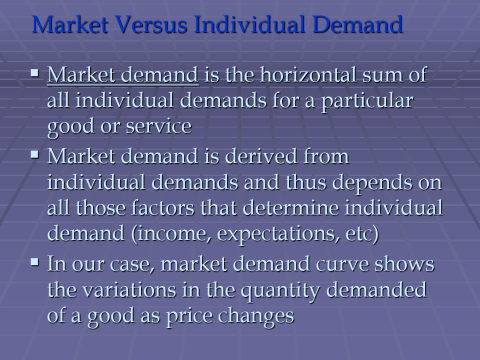 Market Versus Individual Demand
▪ Market demand is the horizontal sum of
all individual demands for a particular
good or service
▪ Market demand is derived from
individual demands and thus depends on
all those factors that determine individual
demand (income, expectations, etc)
▪ In our case, market demand curve shows
the variations in the quantity demanded
of a good as price changes